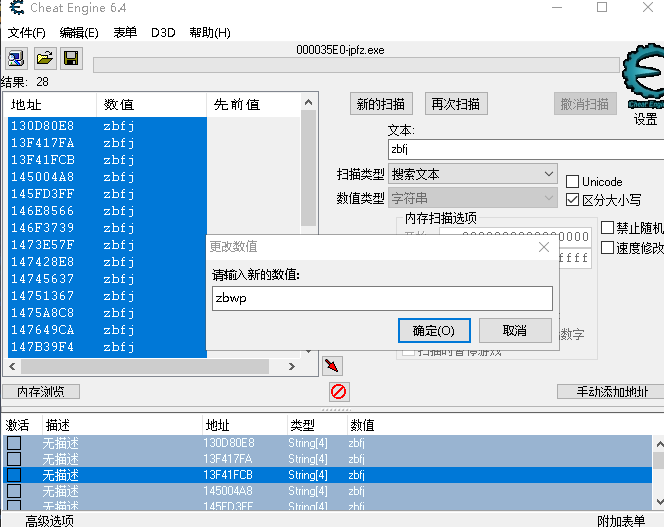 Cheat Engine 6.4
文件(F) 编辑(E) 表单 D3D 帮助(H)
000035E0-jpfz.exe
结果: 28
地址 数值 先前值
130D80E8 zbfj
13F417FA zbfj
13F41FCB zbfj
145004A8 zbfj
145FD3FF zbfj
146E8566 zbfj
146F3739 zbfj
1473E57F zbfj
147428E8 zbfj
14745637 zbfj
14751367 zbfj
1475A8C8 zbfj
147649CA zbfj
147B39F4 zbfj
新的扫描 再次扫描 撤消扫描
Cheat Engine
设置
文本:
zbfj
扫描类型 搜索文本
数值类型 字符串
Unicode
区分大小写
内存扫描选项
禁止随机
速度修改
更改数值
请输入新的数值:
zbwp
确定(O) 取消
数字
扫描时暂停游戏
内存浏览
手动添加地址
激活 描述 地址 类型 数值
无描述 130D80E8 String[4] zbfj
无描述 13F417FA String[4] zbfj
无描述 13F41FCB String[4] zbfj
无描述 145004A8 String[4] zbfj
无描述 145FD3FF String[4] zbfj
高级选项 附加表单